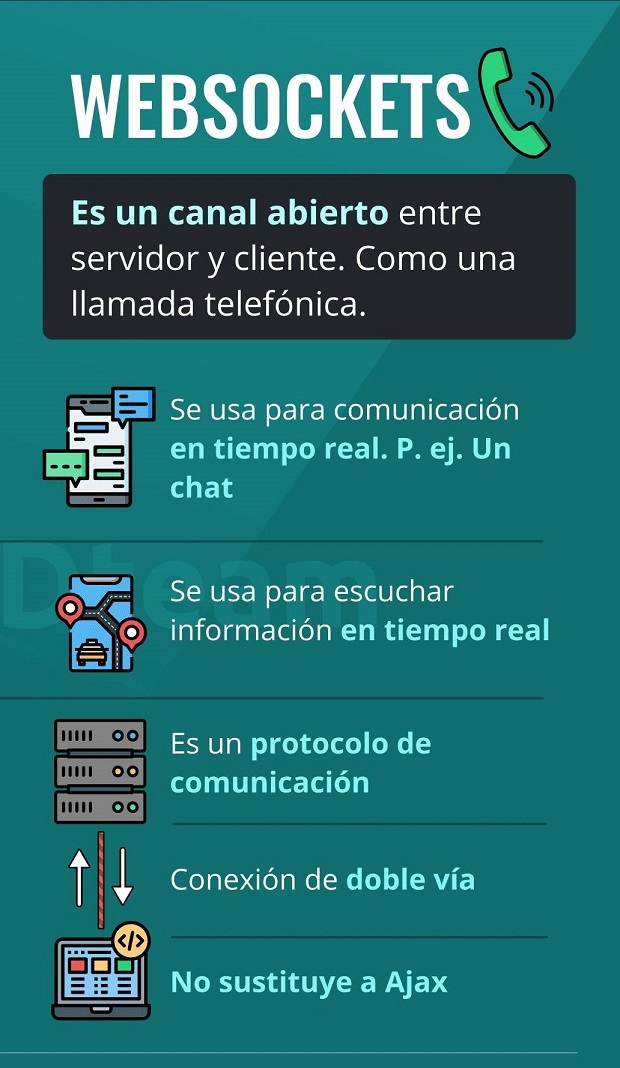 WEBSOCKETS
Es un canal abierto entre
servidor y cliente. Como una
llamada telefónica.
Se usa para comunicación
en tiempo real. P. ej. Un
chat
Dteam
Se usa para escuchar
información en tiempo real
Es un protocolo de
comunicación
Conexión de doble vía
</>
No sustituye a Ajax